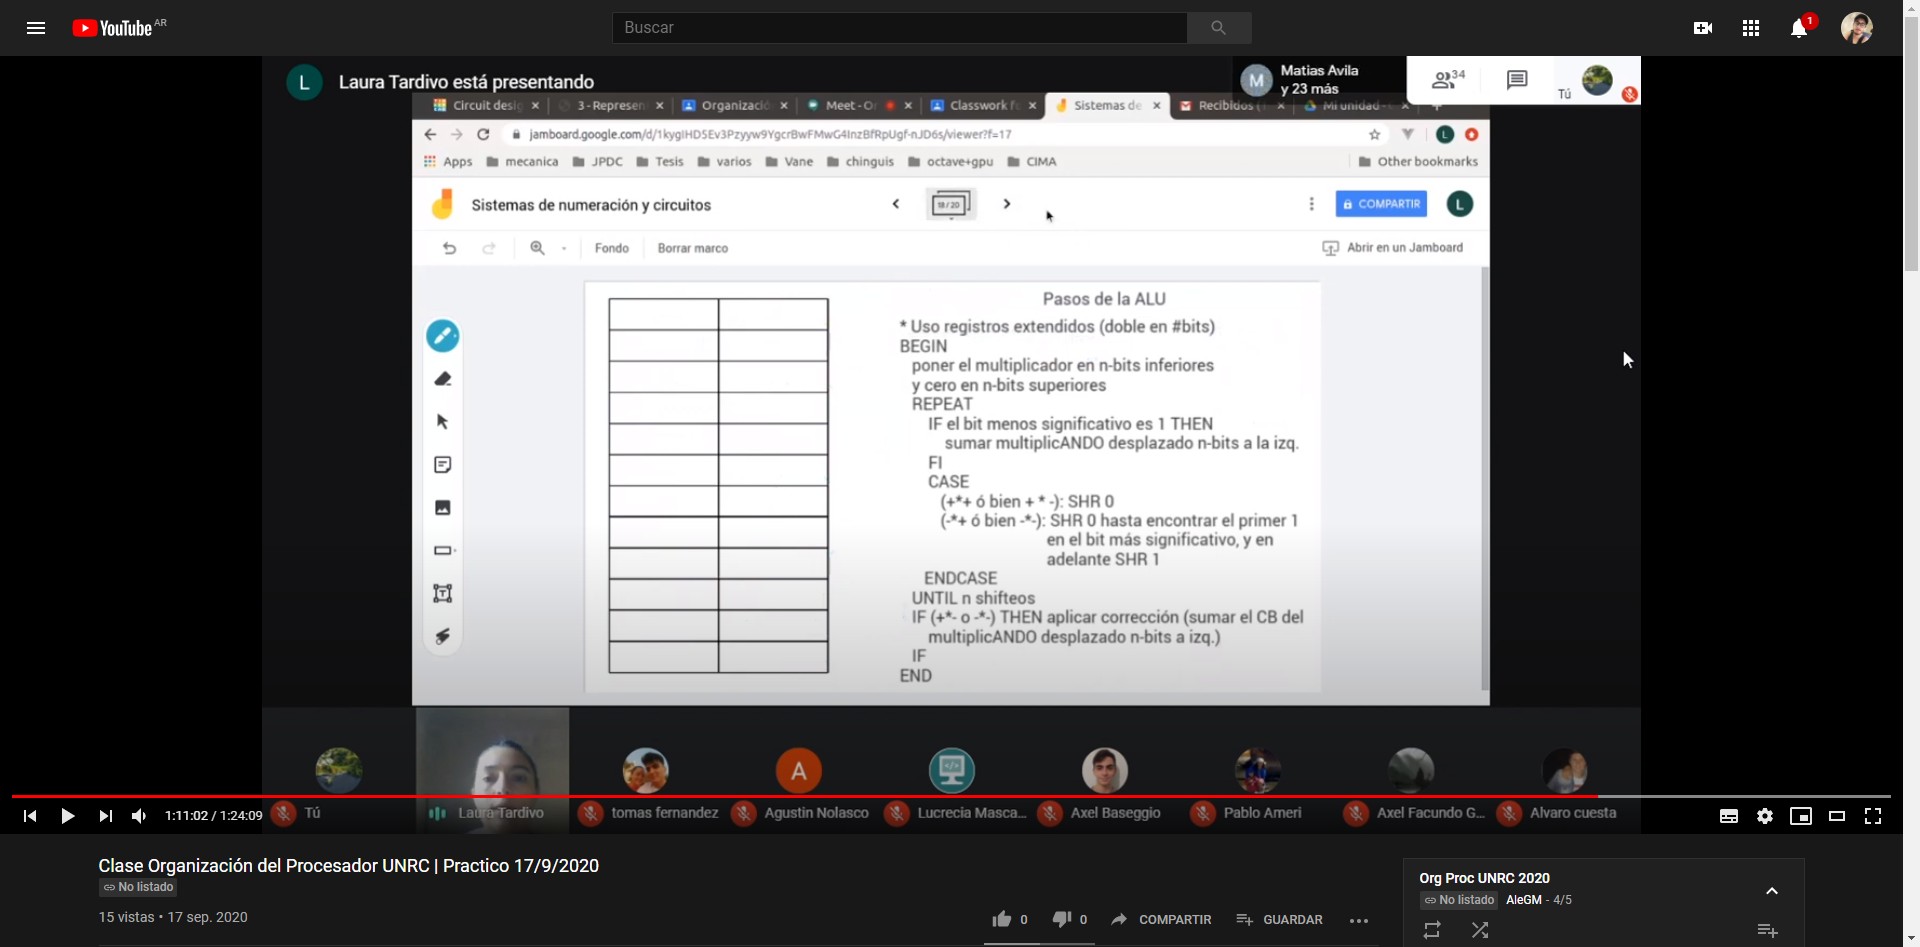 YouTube AR
Buscar
1
L
Laura Tardivo está presentando
M
Matias Avila
y 23 más
34
Tú
Circuit desig
3 - Represen
Organizació
Meet - Or
Classwork f
Sistemas de
Recibidos (
Mi unidad -
jamboard.google.com/d/1kygIHD5Ev3Pzyyw9YgcrBwFMwG4InzBfRpUgf-nJD6s/viewer?f=17
L
Apps
mecanica
JPDC
Tesis
varios
Vane
chinguis
octave+gpu
CIMA
Other bookmarks
Sistemas de numeración y circuitos
18 / 20
COMPARTIR
L
Fondo
Borrar marco
Abrir en un Jamboard
Pasos de la ALU
* Uso registros extendidos (doble en #bits)
BEGIN
poner el multiplicador en n-bits inferiores
y cero en n-bits superiores
REPEAT
IF el bit menos significativo es 1 THEN
sumar multiplicANDO desplazado n-bits a la izq.
FI
CASE
(+*+ ó bien + * -): SHR 0
(-*+ ó bien -*-): SHR 0 hasta encontrar el primer 1
en el bit más significativo, y en
adelante SHR 1
ENDCASE
UNTIL n shifteos
IF (+*- o -*-) THEN aplicar corrección (sumar el CB del
multiplicANDO desplazado n-bits a izq.)
IF
END
A
1:11:02 / 1:24:09
Tú
Laura Tardivo
tomas fernandez
Agustin Nolasco
Lucrecia Masca...
Axel Baseggio
Pablo Ameri
Axel Facundo G...
Alvaro cuesta
Clase Organización del Procesador UNRC | Practico 17/9/2020
No listado
15 vistas • 17 sep. 2020
0
0
COMPARTIR
GUARDAR
Org Proc UNRC 2020
No listado
AleGM - 4/5